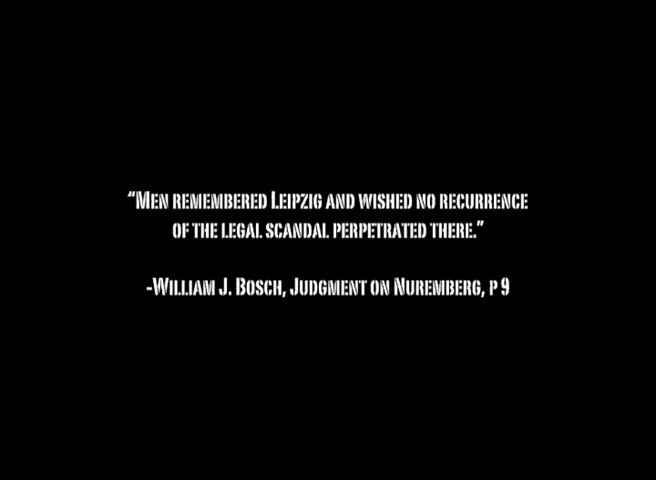 “Men remembered Leipzig and wished no recurrence
of the legal scandal perpetrated there.”
-William J. Bosch, Judgment on Nuremberg, p 9